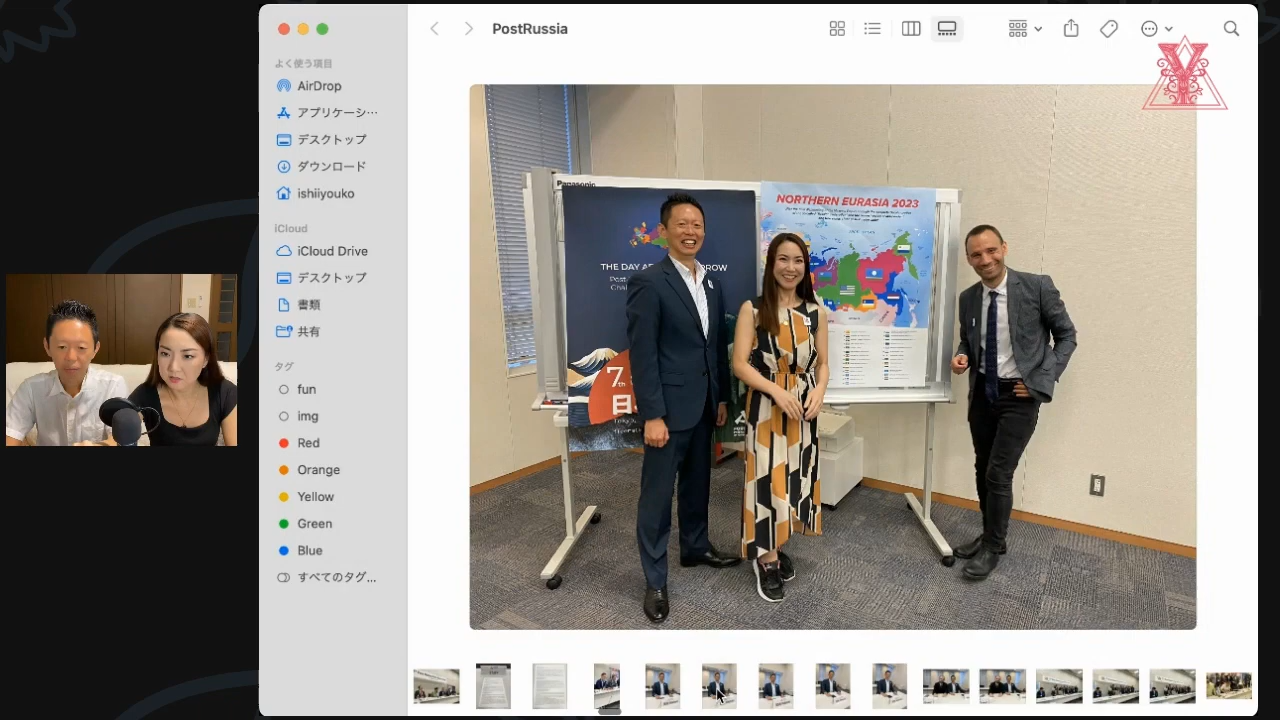 PostRussia
よく使う項目
AirDrop
アプリケーシ…
デスクトップ
ダウンロード
ishiiyouko
iCloud
iCloud Drive
デスクトップ
書類
共有
タグ
fun
img
Red
Orange
Yellow
Green
Blue
すべてのタグ…
Panasonic
NORTHERN EURASIA 2023
THE DAY AF
ROW
7th
日
Y